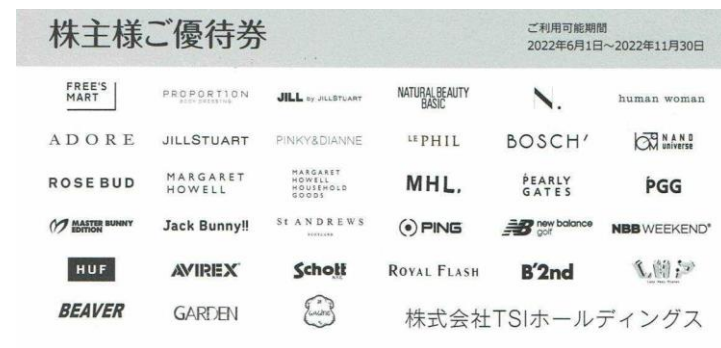 株主様ご優待券
ご利用可能期間
2022年6月1日～2022年11月30日
FREE'S
MART
PROPORTION
BODY DRESSING
JILL by JILLSTUART
NATURAL BEAUTY
BASIC
N.
human woman
ADORE
JILLSTUART
PINKY&DIANNE
LE PHIL
BOSCH'
NANO
universe
ROSE BUD
MARGARET
HOWELL
MARGARET
HOWELL
HOUSEHOLD
GOODS
MHL.
PEARLY
GATES
PGG
MASTER BUNNY
EDITION
Jack Bunny!!
St ANDREWS
PING
new balance
golf
NBB WEEKEND
HUF
AVIREX
Schott
ROYAL FLASH
B'2nd
BEAVER
GARDEN
株式会社TSIホールディングス